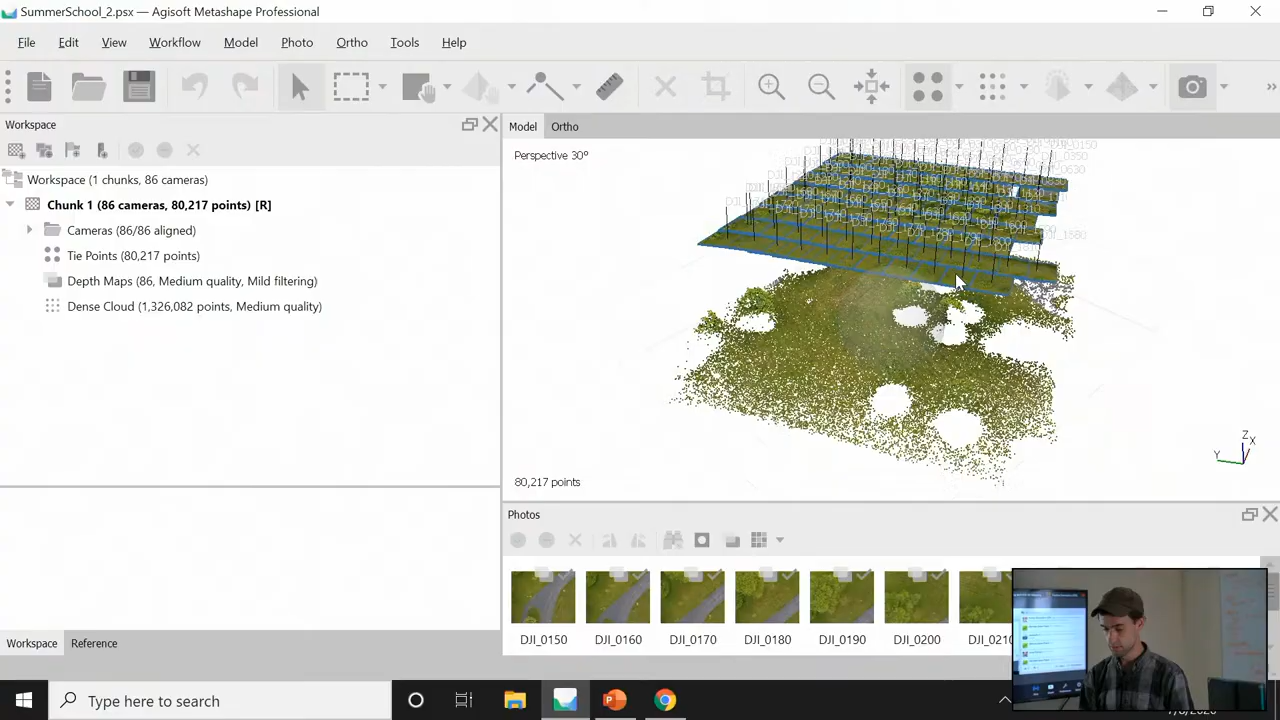 SummerSchool_2.psx — Agisoft Metashape Professional
File Edit View Workflow Model Photo Ortho Tools Help
Workspace
Model Ortho
Perspective 30°
Workspace (1 chunks, 86 cameras)
Chunk 1 (86 cameras, 80,217 points) [R]
Cameras (86/86 aligned)
Tie Points (80,217 points)
Depth Maps (86, Medium quality, Mild filtering)
Dense Cloud (1,326,082 points, Medium quality)
Z
X
Y
80,217 points
Photos
DJI_0150 DJI_0160 DJI_0170 DJI_0180 DJI_0190 DJI_0200 DJI_0210
Workspace Reference
Type here to search